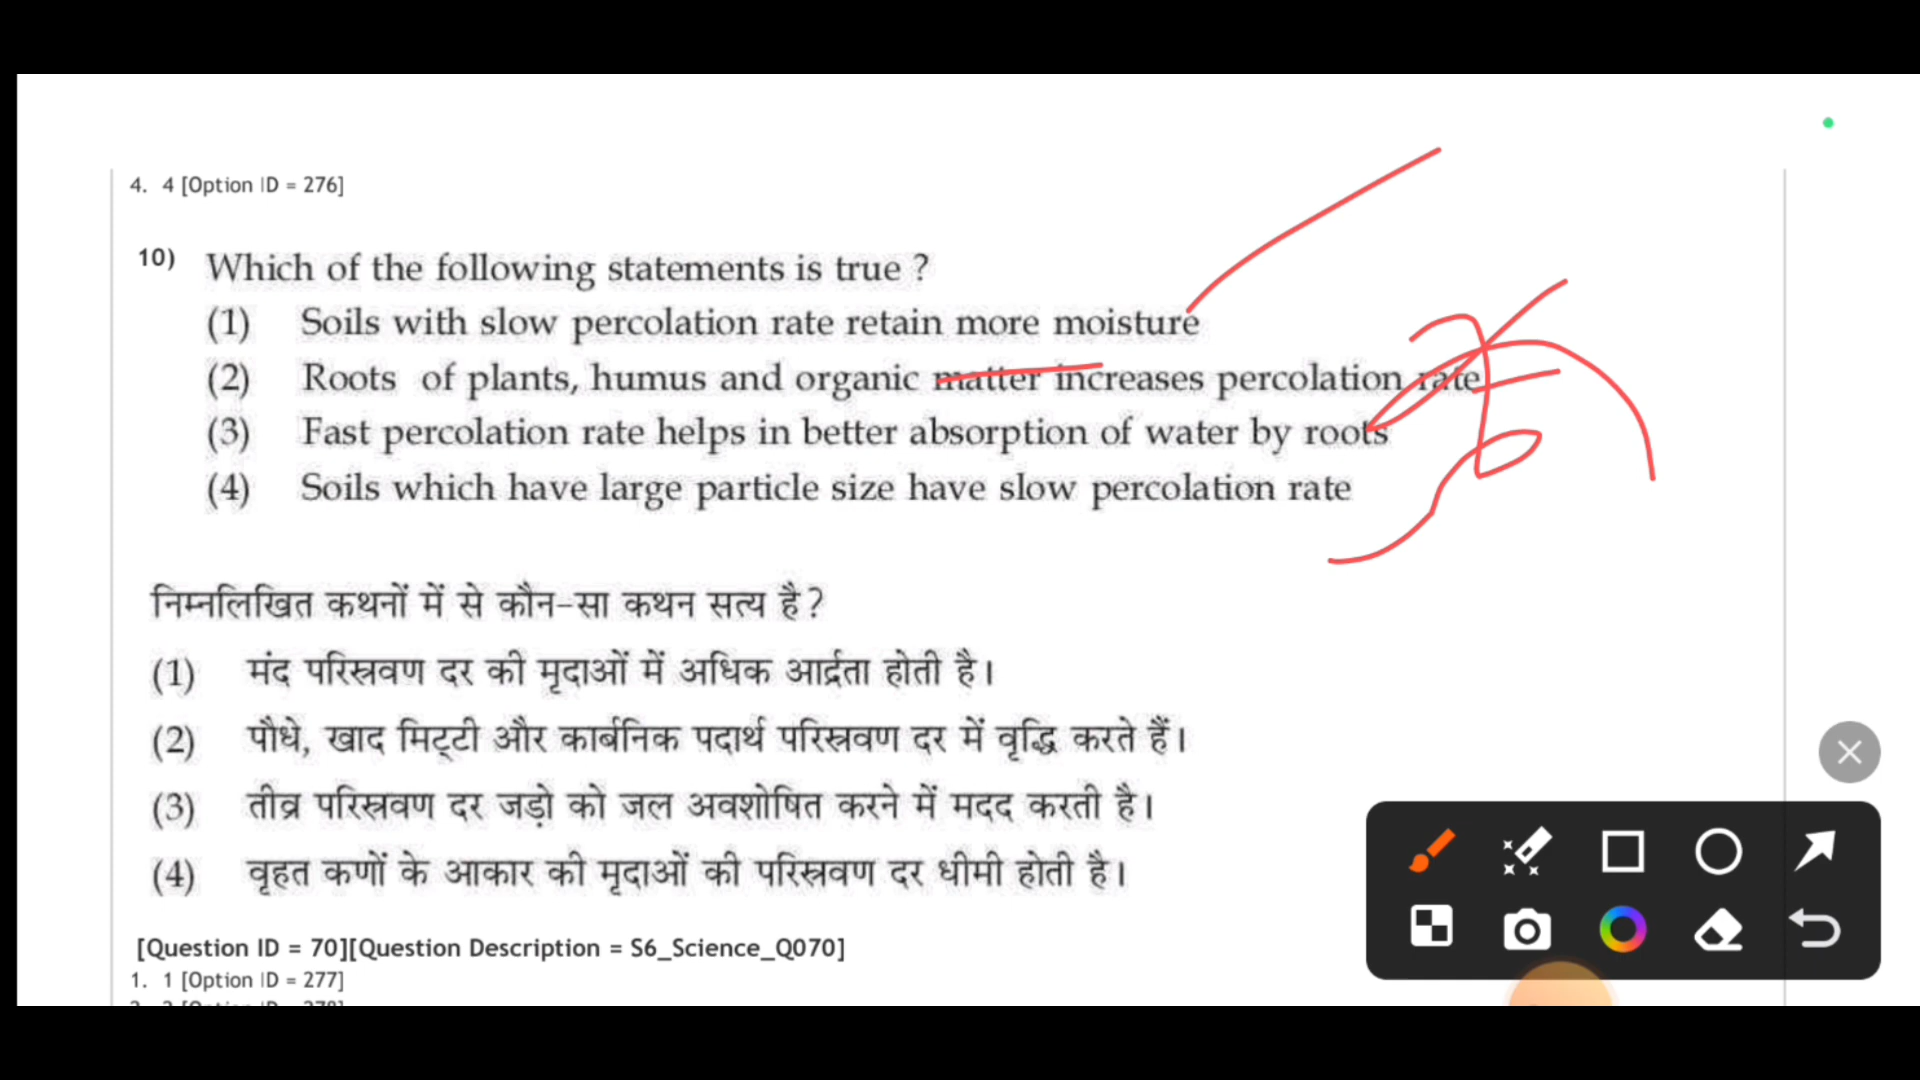 4. 4 [Option ID = 276]
10) Which of the following statements is true ?
(1) Soils with slow percolation rate retain more moisture
(2) Roots of plants, humus and organic matter increases percolation rate
(3) Fast percolation rate helps in better absorption of water by roots
(4) Soils which have large particle size have slow percolation rate
निम्नलिखित कथनों में से कौन-सा कथन सत्य है ?
(1) मंद परिस्रवण दर की मृदाओं में अधिक आर्द्रता होती है।
(2) पौधे, खाद मिट्टी और कार्बनिक पदार्थ परिस्रवण दर में वृद्धि करते हैं।
(3) तीव्र परिस्रवण दर जड़ो को जल अवशोषित करने में मदद करती है।
(4) वृहत कणों के आकार की मृदाओं की परिस्रवण दर धीमी होती है।
[Question ID = 70][Question Description = S6_Science_Q070]
1. 1 [Option ID = 277]